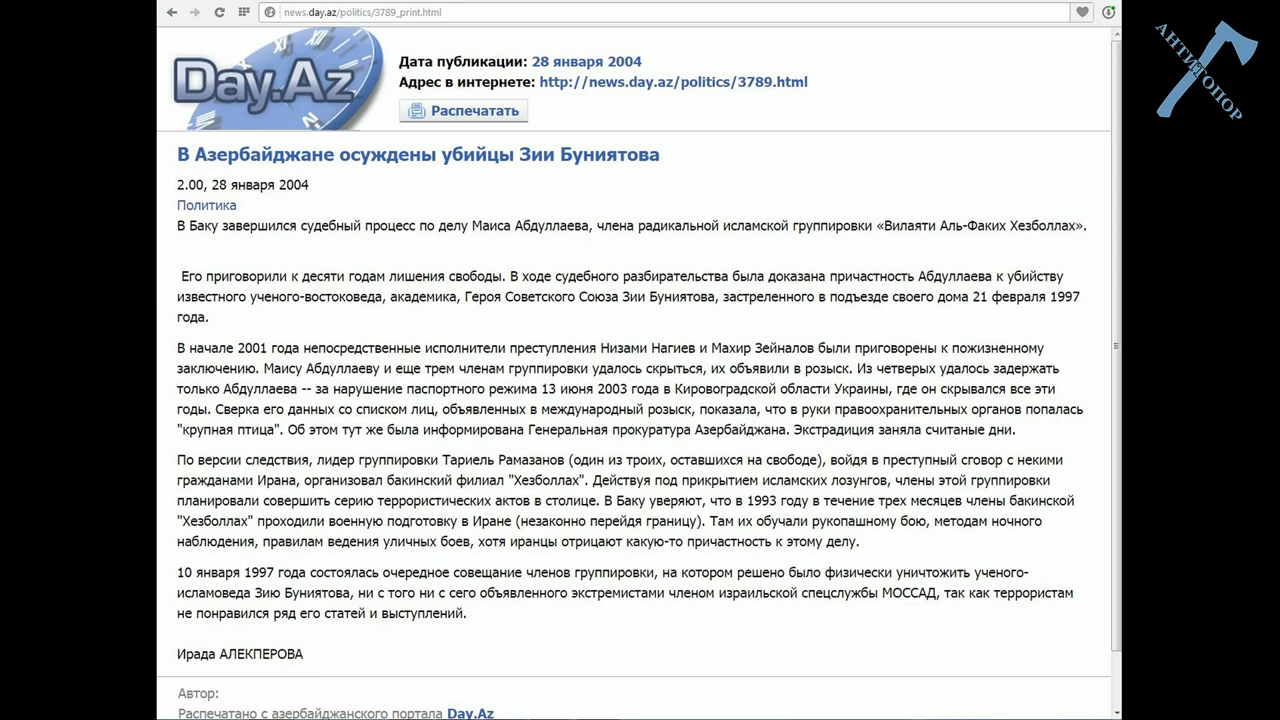 news.day.az/politics/3789_print.html
АНТИТОПОР
Day.Az
Дата публикации: 28 января 2004
Адрес в интернете: http://news.day.az/politics/3789.html
Распечатать
В Азербайджане осуждены убийцы Зии Буниятова
2.00, 28 января 2004
Политика
В Баку завершился судебный процесс по делу Маиса Абдуллаева, члена радикальной исламской группировки «Вилаяти Аль-Факих Хезболлах».
Его приговорили к десяти годам лишения свободы. В ходе судебного разбирательства была доказана причастность Абдуллаева к убийству
известного ученого-востоковеда, академика, Героя Советского Союза Зии Буниятова, застреленного в подъезде своего дома 21 февраля 1997
года.
В начале 2001 года непосредственные исполнители преступления Низами Нагиев и Махир Зейналов были приговорены к пожизненному
заключению. Маису Абдуллаеву и еще трем членам группировки удалось скрыться, их объявили в розыск. Из четверых удалось задержать
только Абдуллаева -- за нарушение паспортного режима 13 июня 2003 года в Кировоградской области Украины, где он скрывался все эти
годы. Сверка его данных со списком лиц, объявленных в международный розыск, показала, что в руки правоохранительных органов попалась
"крупная птица". Об этом тут же была информирована Генеральная прокуратура Азербайджана. Экстрадиция заняла считаные дни.
По версии следствия, лидер группировки Тариель Рамазанов (один из троих, оставшихся на свободе), войдя в преступный сговор с некими
гражданами Ирана, организовал бакинский филиал "Хезболлах". Действуя под прикрытием исламских лозунгов, члены этой группировки
планировали совершить серию террористических актов в столице. В Баку уверяют, что в 1993 году в течение трех месяцев члены бакинской
"Хезболлах" проходили военную подготовку в Иране (незаконно перейдя границу). Там их обучали рукопашному бою, методам ночного
наблюдения, правилам ведения уличных боев, хотя иранцы отрицают какую-то причастность к этому делу.
10 января 1997 года состоялась очередное совещание членов группировки, на котором решено было физически уничтожить ученого-
исламоведа Зию Буниятова, ни с того ни с сего объявленного экстремистами членом израильской спецслужбы МОССАД, так как террористам
не понравился ряд его статей и выступлений.
Ирада АЛЕКПЕРОВА
Автор:
Распечатано с азербайджанского портала Day.Az